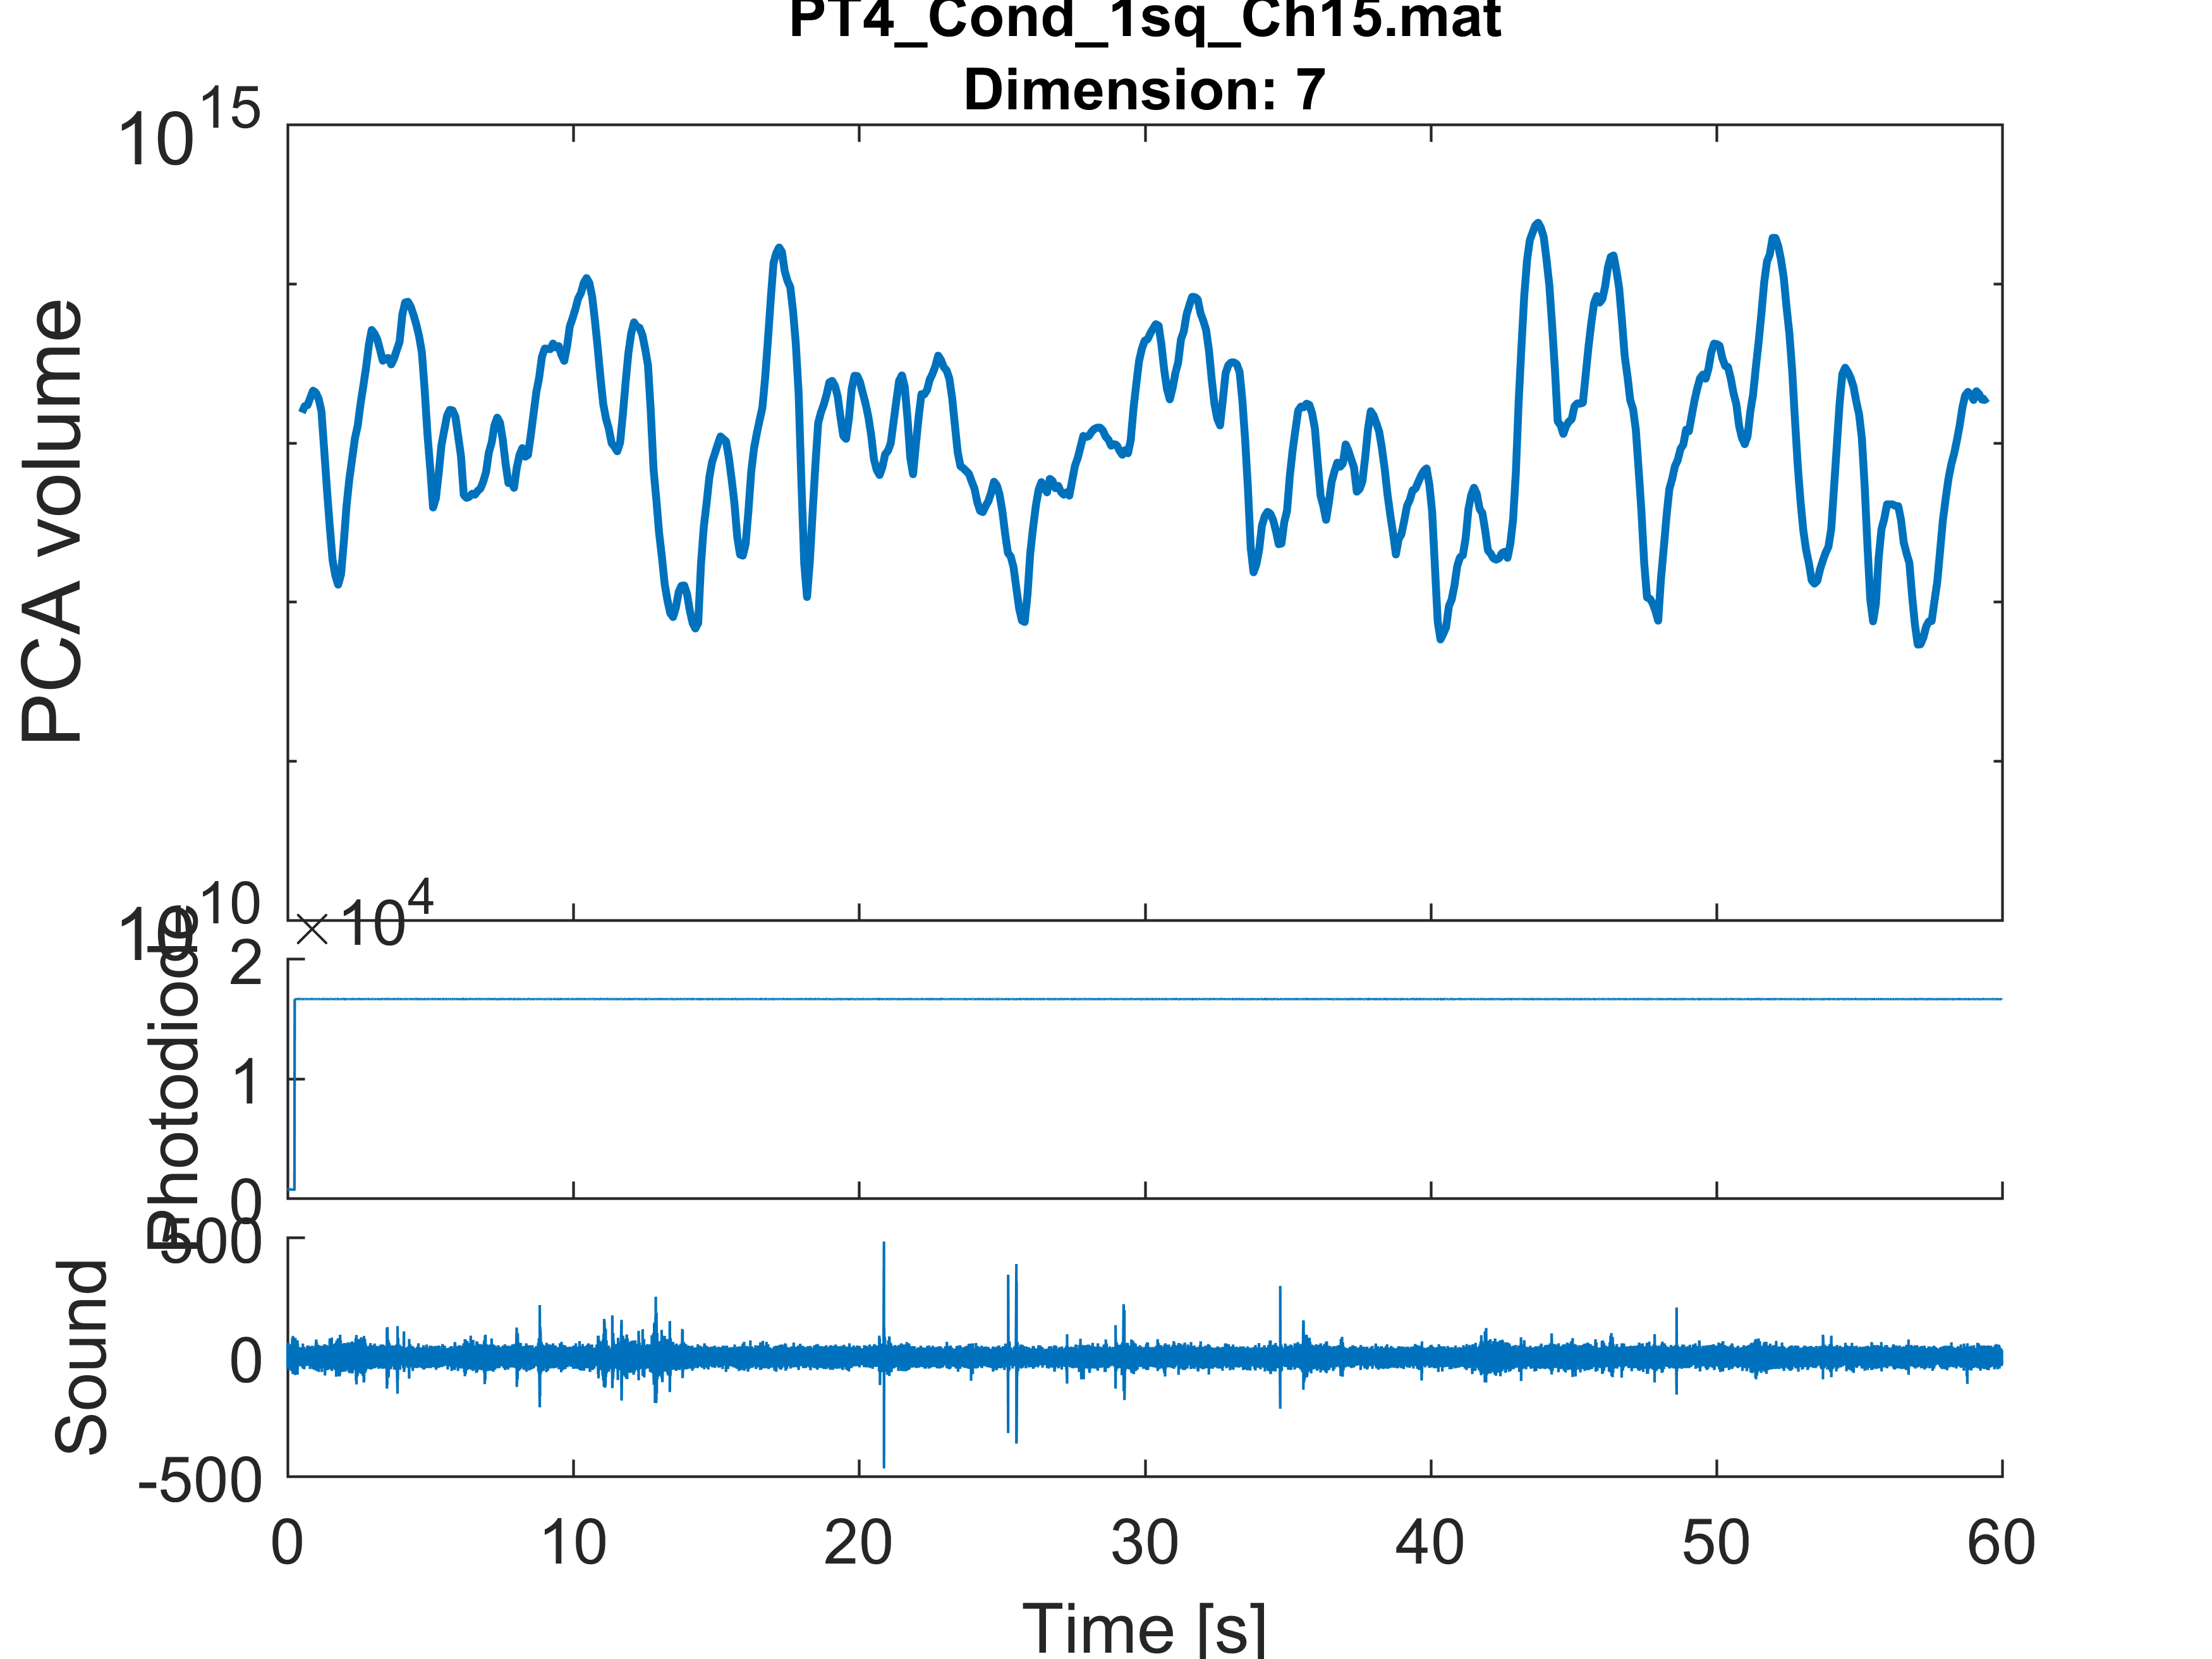 PT4_Cond_1sq_Ch15.mat
Dimension: 7
10^15
PCA volume
10^10
×10^4
2
1
0
Photodiode
500
0
-500
Sound
0 10 20 30 40 50 60
Time [s]